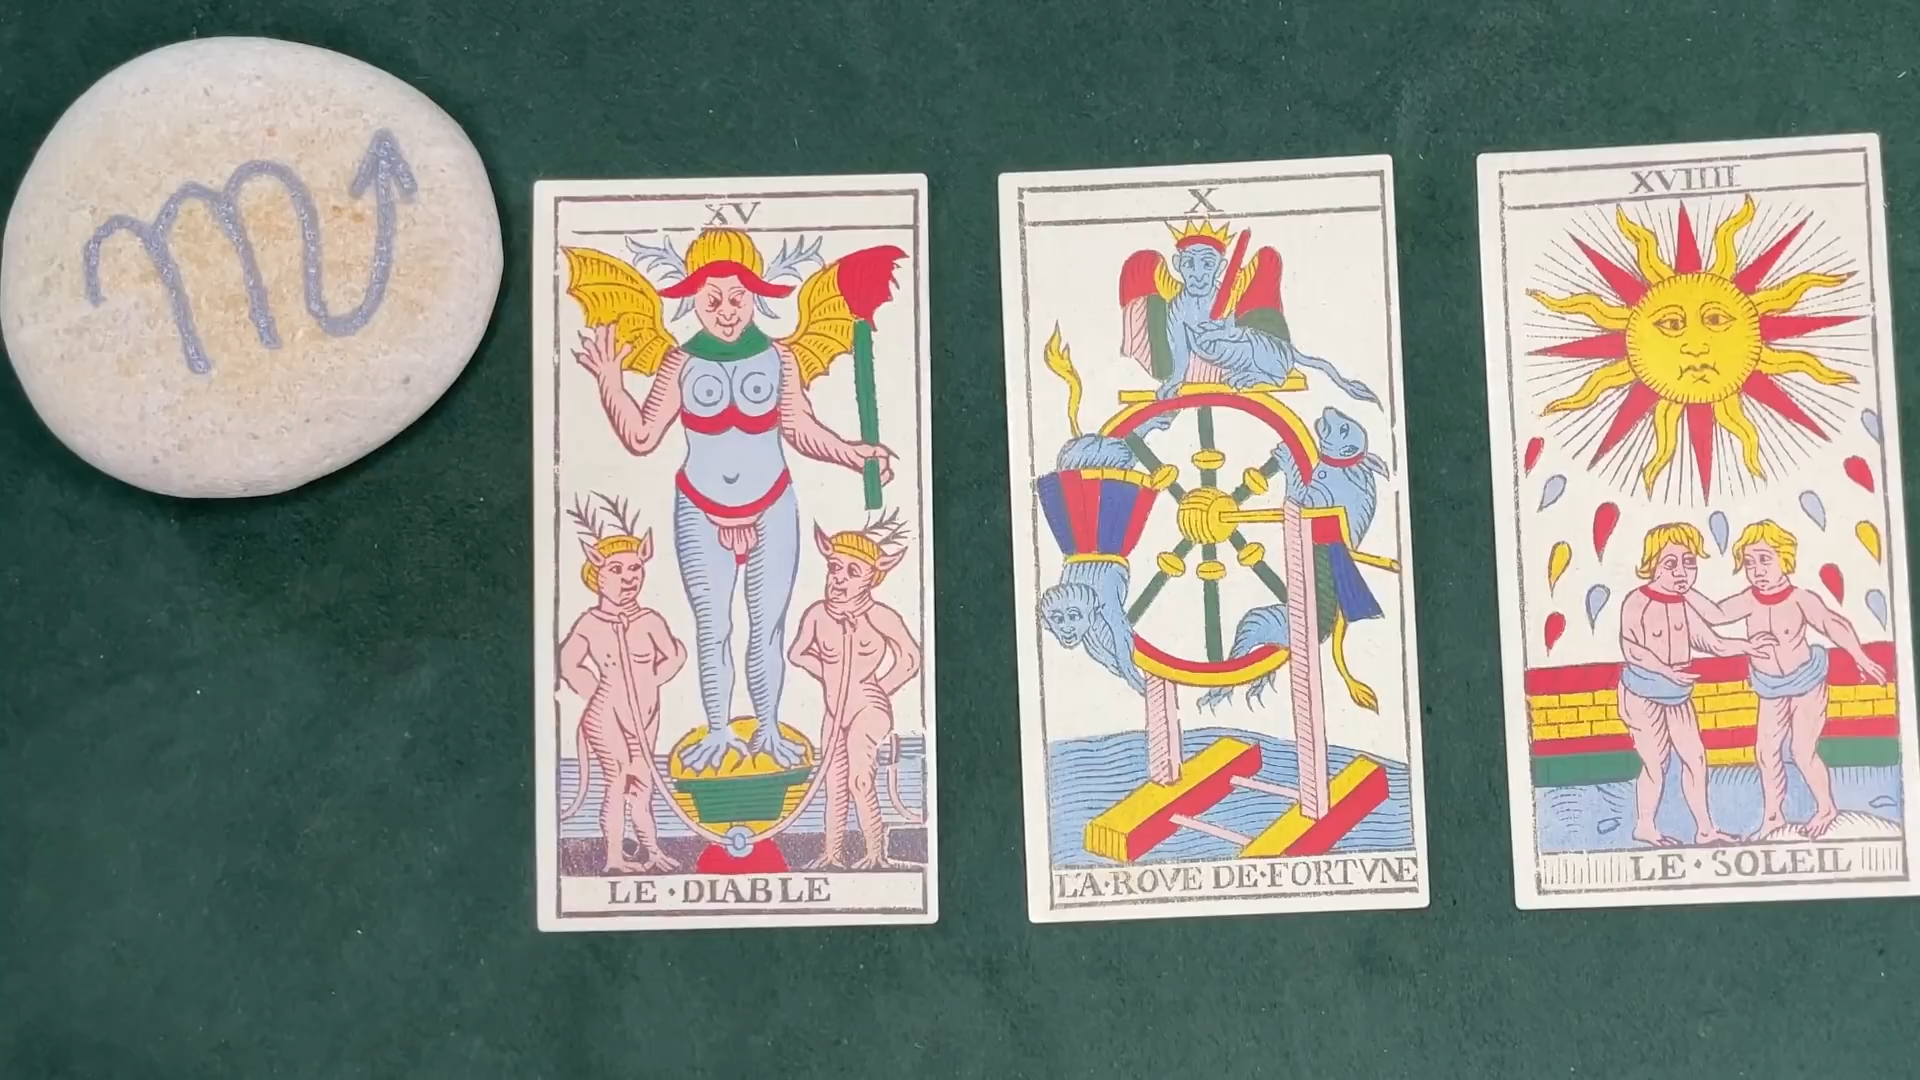 XV
LE·DIABLE
X
LA·ROVE DE·FORTVNE
XVIIII
LE·SOLEIL